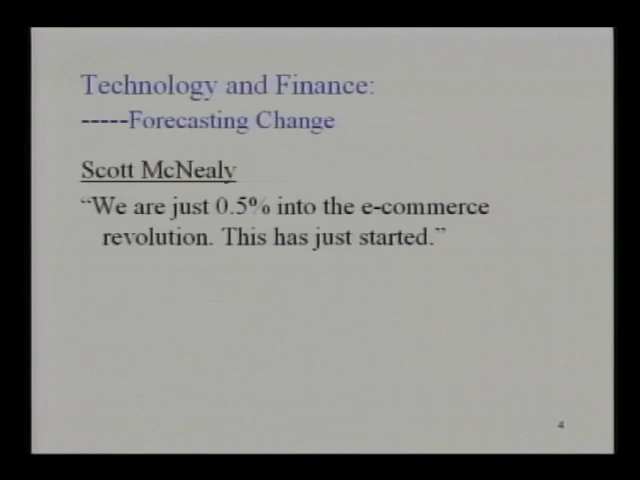 Technology and Finance:
-----Forecasting Change
Scott McNealy
“We are just 0.5% into the e-commerce
revolution. This has just started.”
4